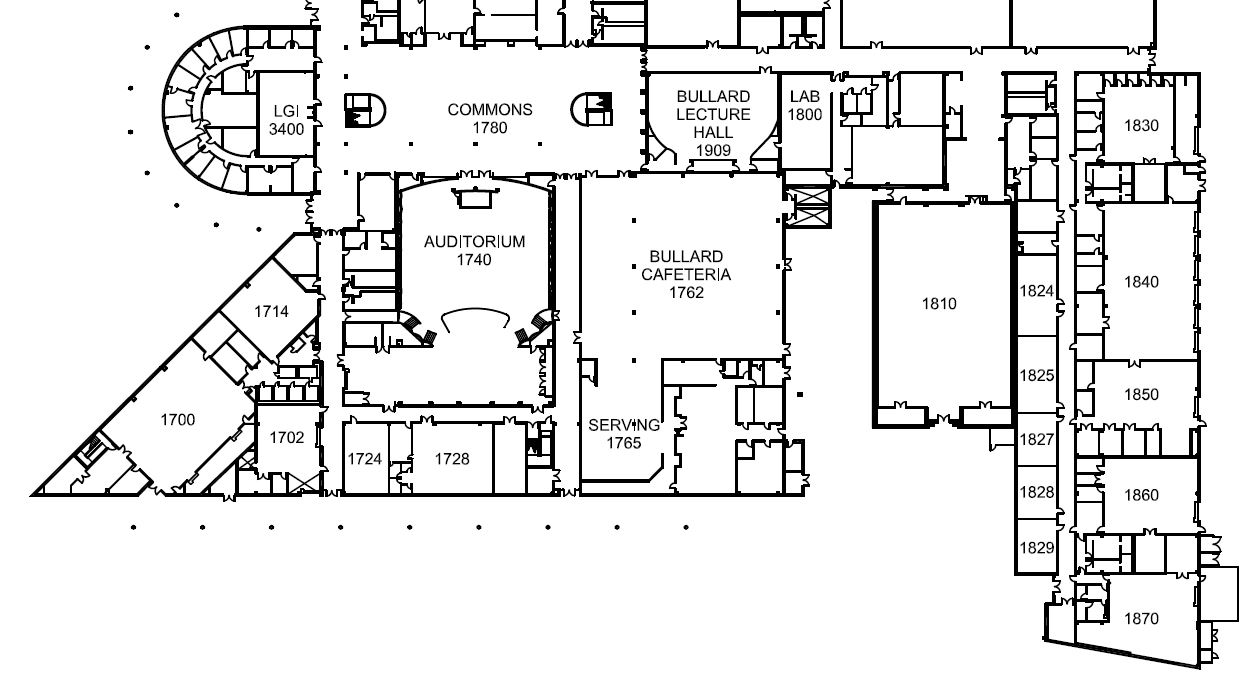 LGI
3400
COMMONS
1780
BULLARD
LECTURE
HALL
1909
LAB
1800
1830
AUDITORIUM
1740
BULLARD
CAFETERIA
1762
1714
1810
1824
1840
1825
1850
1700
1702
SERVING
1765
1827
1724
1728
1828
1860
1829
1870